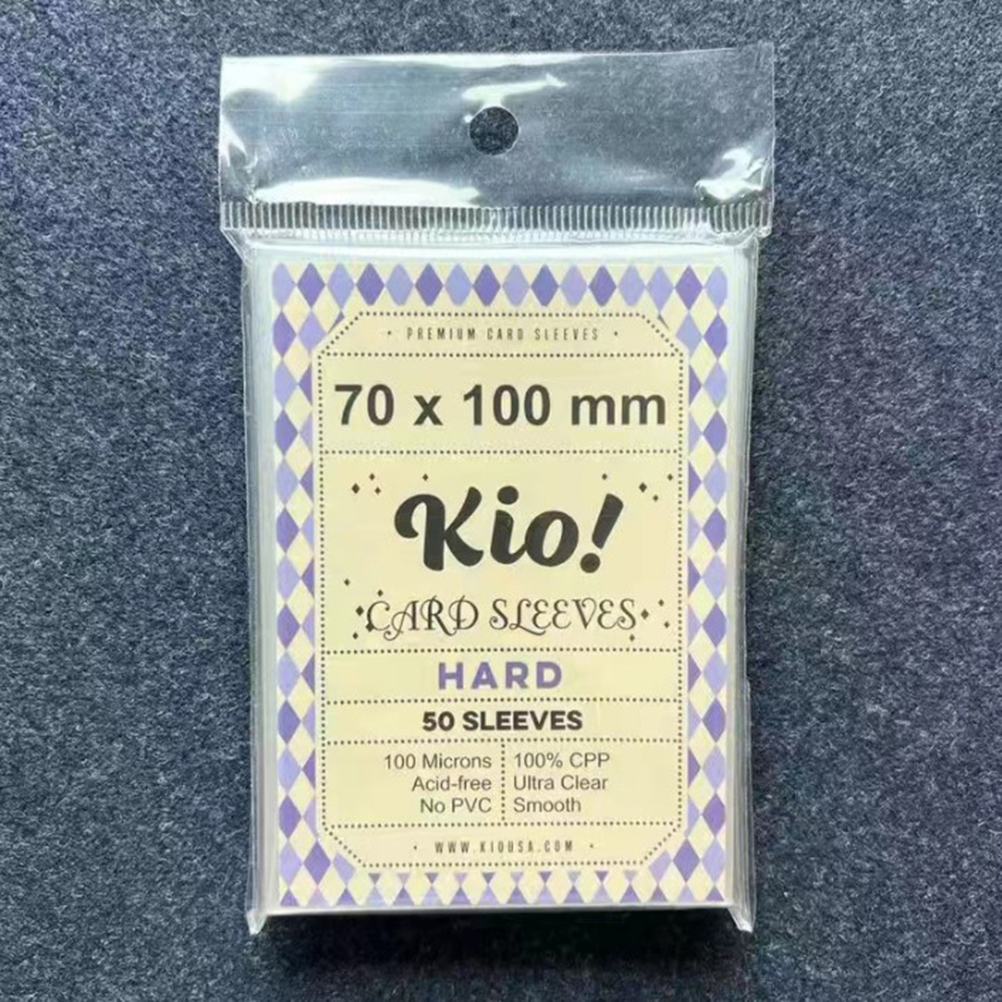 PREMIUM CARD SLEEVES
70 x 100 mm
Kio!
CARD SLEEVES
HARD
50 SLEEVES
100 Microns
Acid-free
No PVC
100% CPP
Ultra Clear
Smooth
WWW.KIOUSA.COM